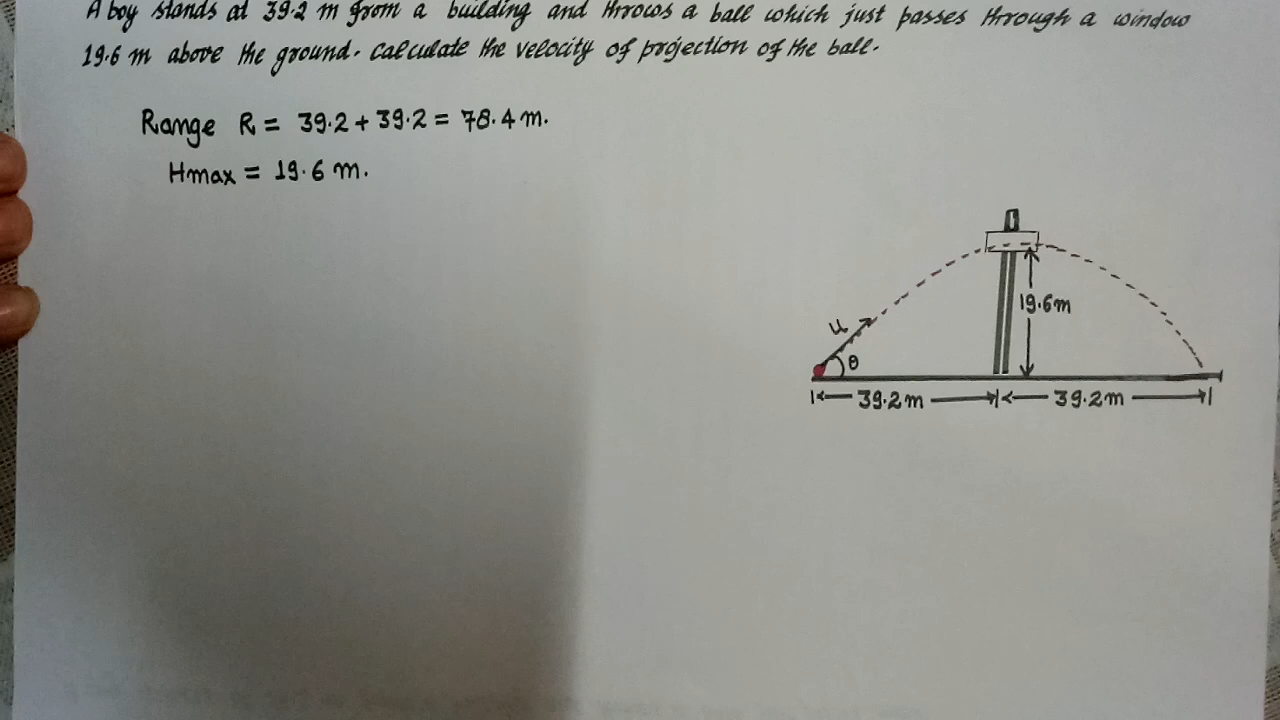 A boy stands at 39.2 m from a building and throws a ball which just passes through a window
19.6 m above the ground. Calculate the velocity of projection of the ball.
Range R = 39.2 + 39.2 = 78.4 m.
Hmax = 19.6 m.
19.6m
u
θ
39.2m
39.2m